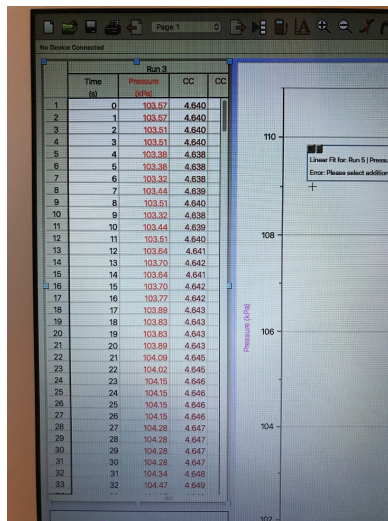 Page 1
No Device Connected
Run 3
Time Pressure CC CC
(s) (kPa)
1 0 103.57 4.640
2 1 103.57 4.640
3 2 103.51 4.640
4 3 103.51 4.640
5 4 103.38 4.638
6 5 103.38 4.638
7 6 103.32 4.638
8 7 103.44 4.639
9 8 103.51 4.640
10 9 103.32 4.638
11 10 103.44 4.639
12 11 103.51 4.640
13 12 103.64 4.641
14 13 103.70 4.642
15 14 103.64 4.641
16 15 103.70 4.642
17 16 103.77 4.642
18 17 103.89 4.643
19 18 103.83 4.643
20 19 103.83 4.643
21 20 103.89 4.643
22 21 104.09 4.645
23 22 104.02 4.645
24 23 104.15 4.646
25 24 104.15 4.646
26 25 104.15 4.646
27 26 104.15 4.646
28 27 104.28 4.647
29 28 104.28 4.647
30 29 104.28 4.647
31 30 104.28 4.647
32 31 104.34 4.648
33 32 104.47 4.649
Pressure (kPa)
110
108
106
104
102
Linear Fit for: Run 5 | Pressu
Error: Please select addition